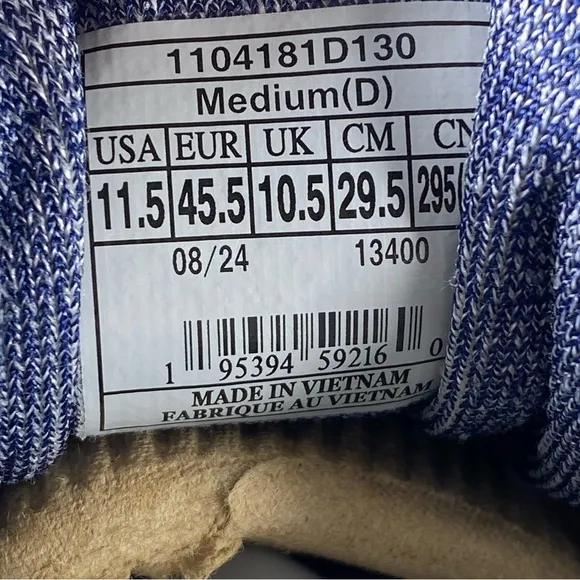 1104181D130
Medium(D)
USA EUR UK CM CN
11.5 45.5 10.5 29.5 295(
08/24 13400
1 95394 59216 0
MADE IN VIETNAM
FABRIQUE AU VIETNAM